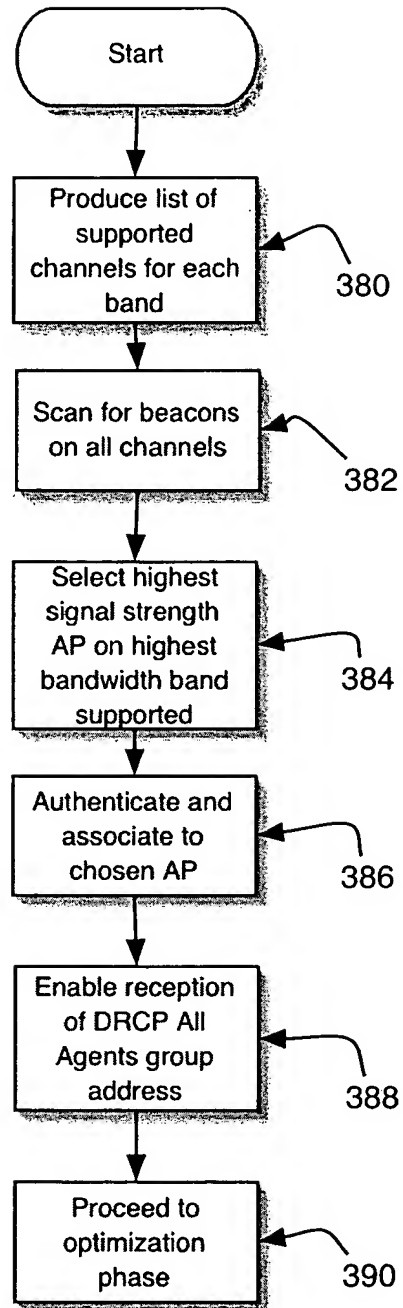 Start
Produce list of
supported
channels for each
band
380
Scan for beacons
on all channels
382
Select highest
signal strength
AP on highest
bandwidth band
supported
384
Authenticate and
associate to
chosen AP
386
Enable reception
of DRCP All
Agents group
address
388
Proceed to
optimization
phase
390